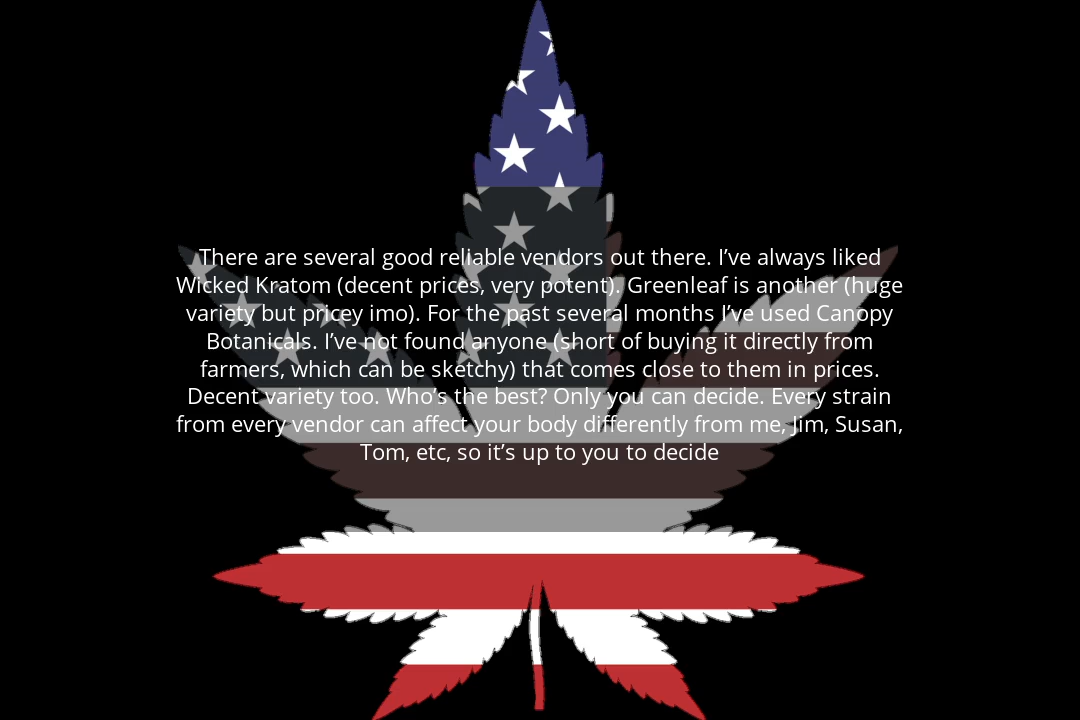 There are several good reliable vendors out there. I’ve always liked
Wicked Kratom (decent prices, very potent). Greenleaf is another (huge
variety but pricey imo). For the past several months I’ve used Canopy
Botanicals. I’ve not found anyone (short of buying it directly from
farmers, which can be sketchy) that comes close to them in prices.
Decent variety too. Who’s the best? Only you can decide. Every strain
from every vendor can affect your body differently from me, Jim, Susan,
Tom, etc, so it’s up to you to decide